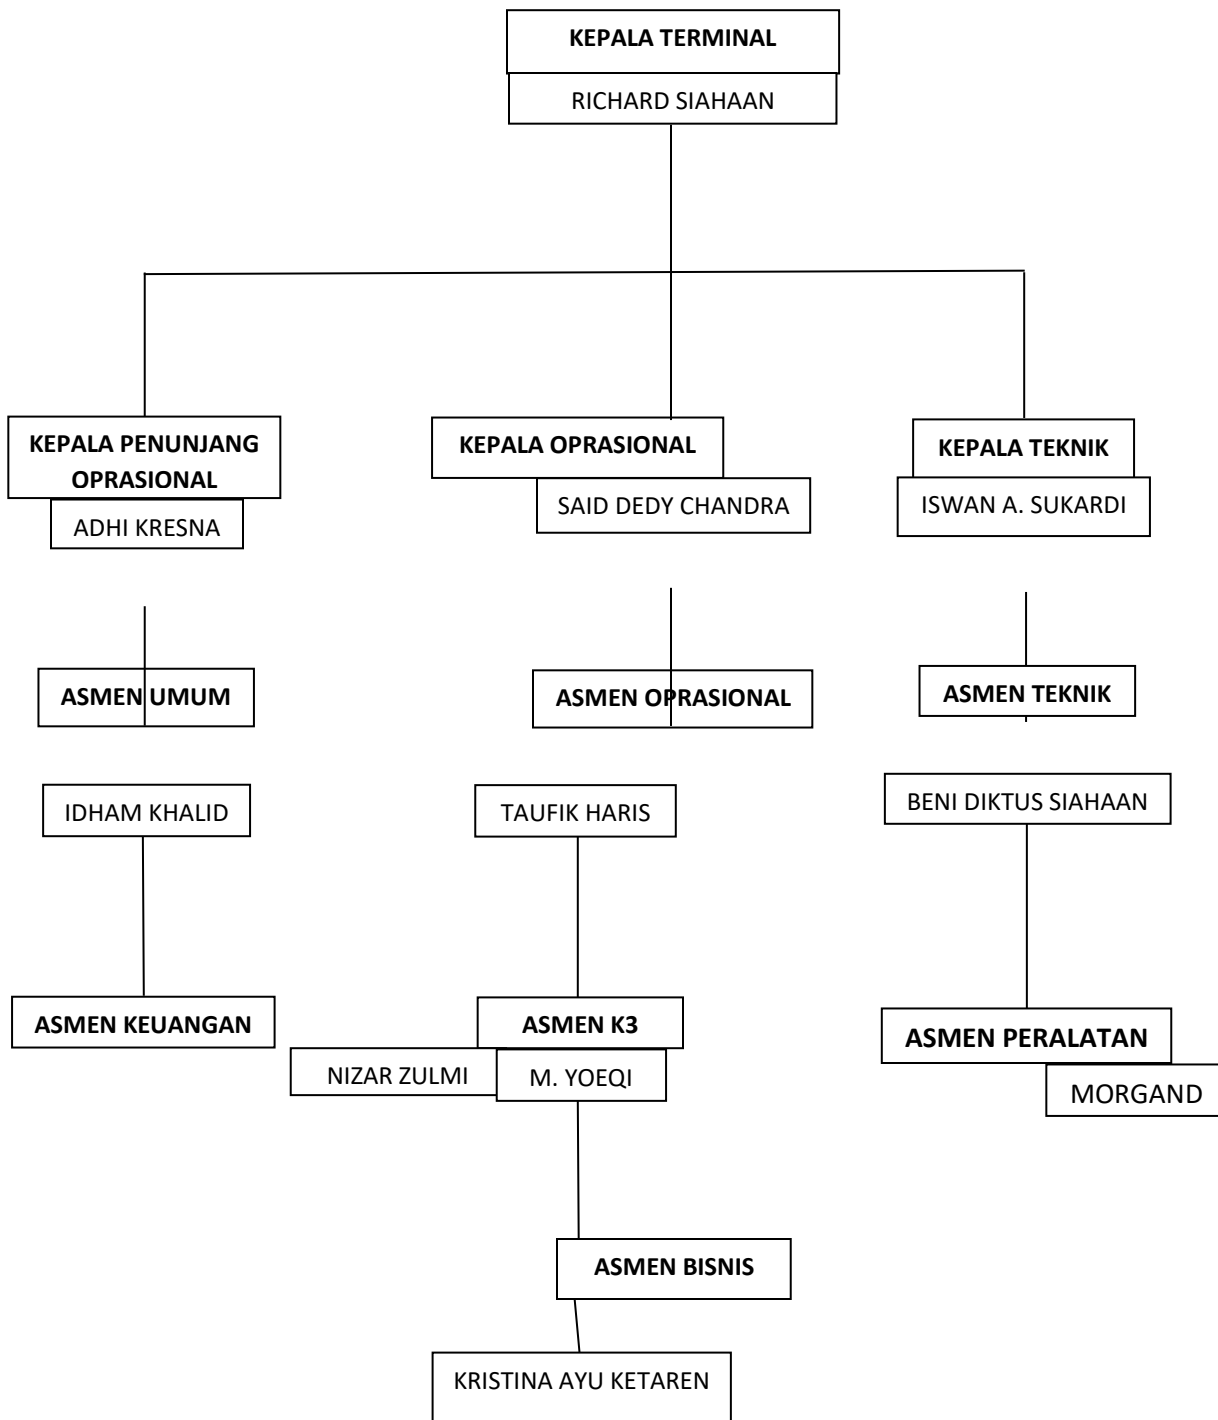 KEPALA TERMINAL
RICHARD SIAHAAN
KEPALA PENUNJANG
OPRASIONAL
ADHI KRESNA
KEPALA OPRASIONAL
SAID DEDY CHANDRA
KEPALA TEKNIK
ISWAN A. SUKARDI
ASMEN UMUM
ASMEN OPRASIONAL
ASMEN TEKNIK
IDHAM KHALID
TAUFIK HARIS
BENI DIKTUS SIAHAAN
ASMEN KEUANGAN
NIZAR ZULMI
ASMEN K3
M. YOEQI
ASMEN PERALATAN
MORGAND
ASMEN BISNIS
KRISTINA AYU KETAREN